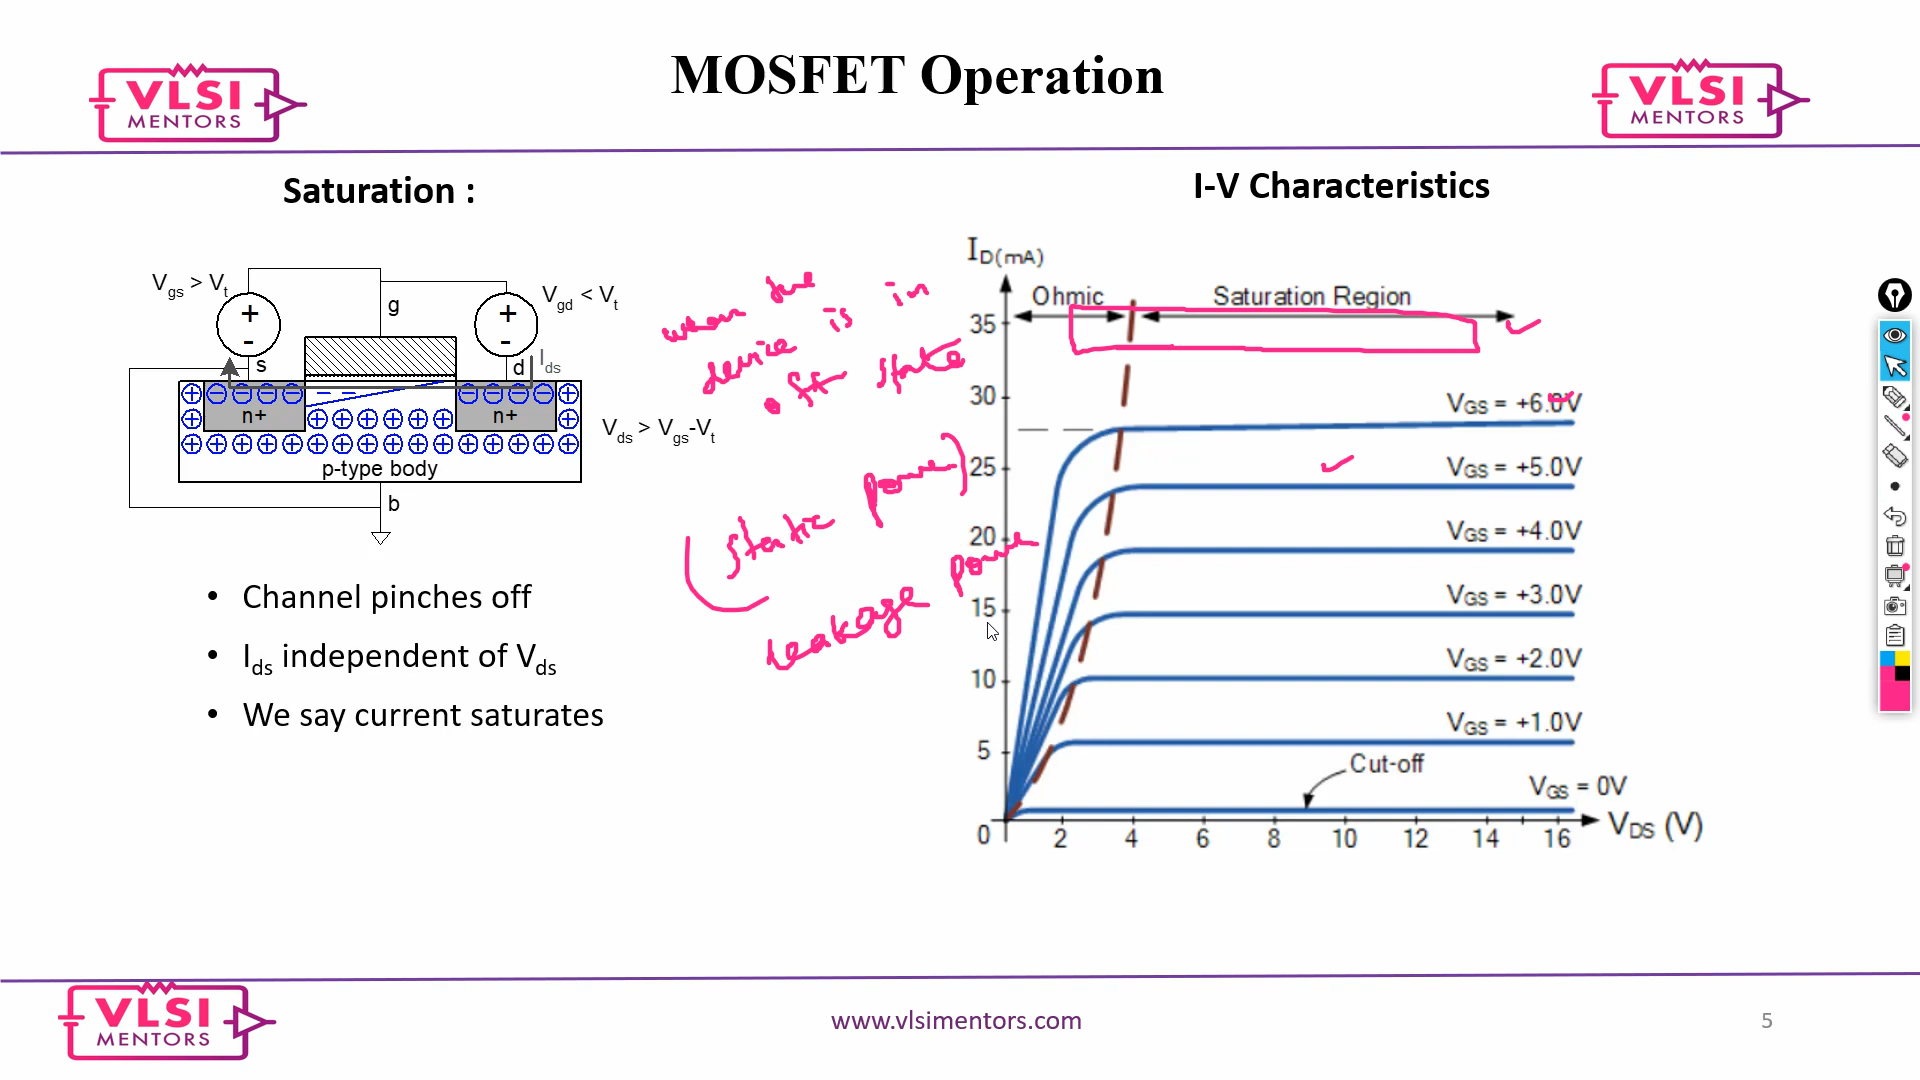 MOSFET Operation
VLSI
MENTORS
VLSI
MENTORS
Saturation :
I-V Characteristics
Vgs > Vt
Vgd < Vt
+
-
+
-
g
s
d
Ids
n+
n+
p-type body
b
Vds > Vgs-Vt
• Channel pinches off
• Ids independent of Vds
• We say current saturates
when the
device is in
off state
(static power)
Leakage power
ID(mA)
Ohmic
Saturation Region
35
30
25
20
15
10
5
0
VGS = +6.0V
VGS = +5.0V
VGS = +4.0V
VGS = +3.0V
VGS = +2.0V
VGS = +1.0V
Cut-off
VGS = 0V
2 4 6 8 10 12 14 16
VDS (V)
VLSI
MENTORS
www.vlsimentors.com
5